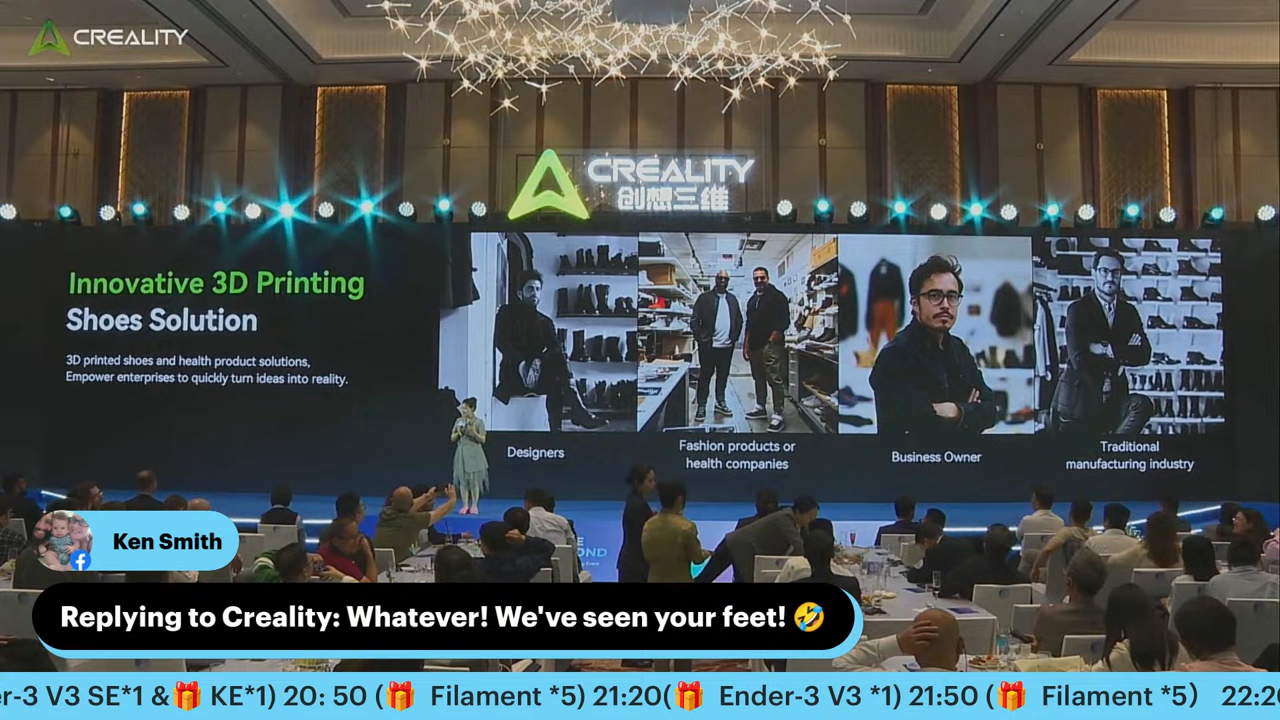 CREALITY
CREALITY
创想三维
Innovative 3D Printing
Shoes Solution
3D printed shoes and health product solutions,
Empower enterprises to quickly turn ideas into reality.
Designers
Fashion products or
health companies
Business Owner
Traditional
manufacturing industry
Ken Smith
Replying to Creality: Whatever! We've seen your feet! 🤣
er-3 V3 SE*1 &🎁 KE*1) 20: 50 (🎁 Filament *5) 21:20(🎁 Ender-3 V3 *1) 21:50 (🎁 Filament *5) 22:20